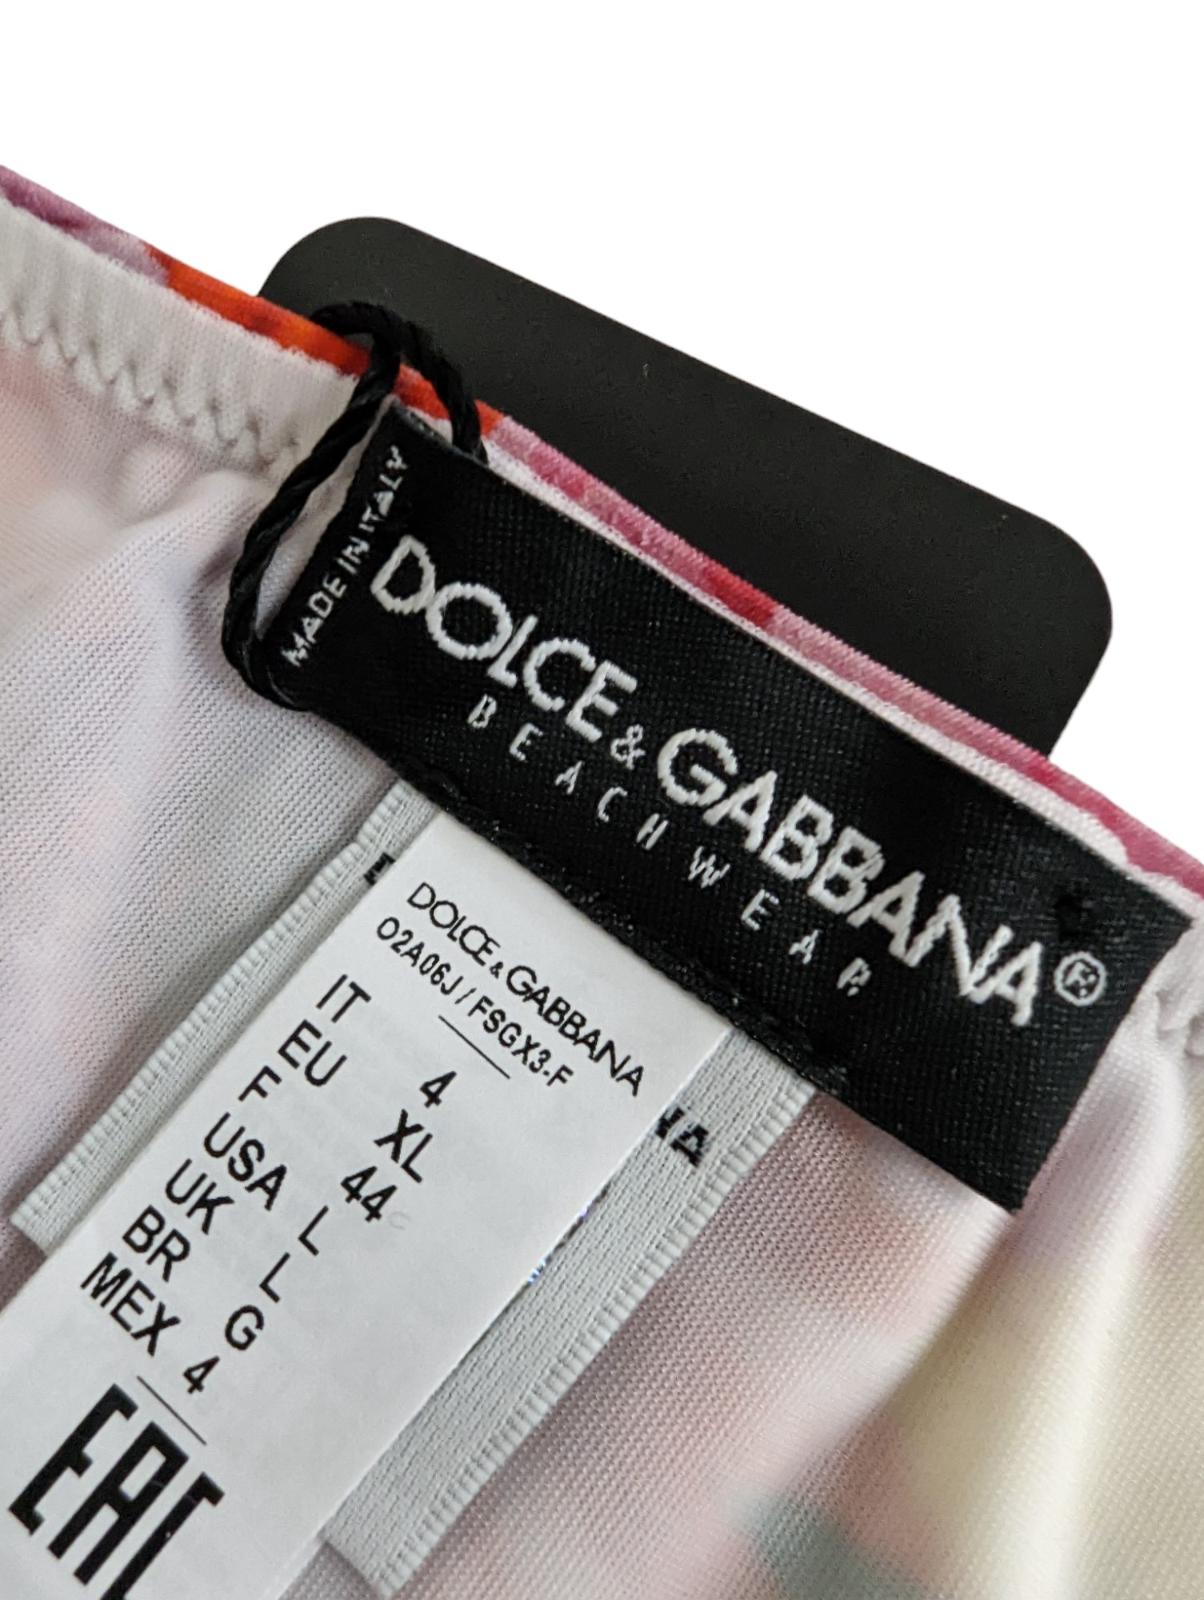 MADE IN ITALY
DOLCE & GABBANA ®
BEACHWEAR
DOLCE & GABBANA
O2A06J / FSGX3-F
IT 4
EU XL
F 44
USA L
UK L
BR G
MEX 4
EAC